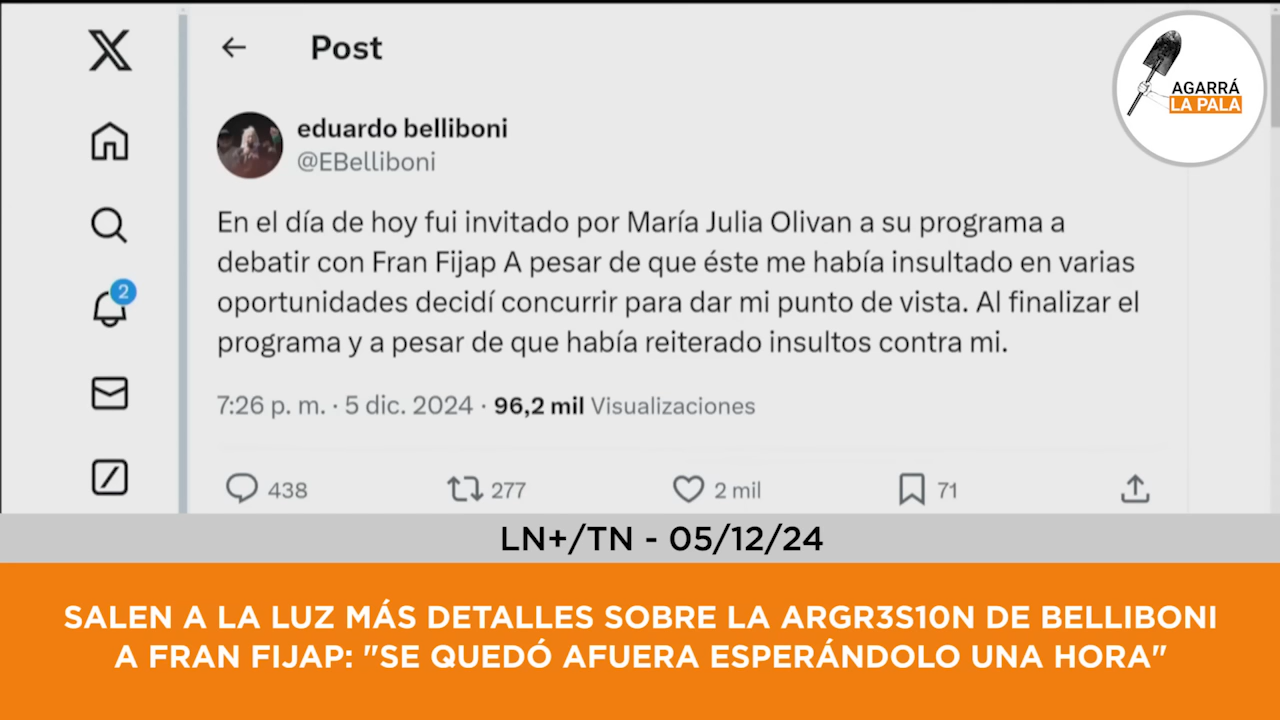 Post
AGARRÁ
LA PALA
eduardo belliboni
@EBelliboni
En el día de hoy fui invitado por María Julia Olivan a su programa a
debatir con Fran Fijap A pesar de que éste me había insultado en varias
oportunidades decidí concurrir para dar mi punto de vista. Al finalizar el
programa y a pesar de que había reiterado insultos contra mi.
2
7:26 p. m. · 5 dic. 2024 · 96,2 mil Visualizaciones
438 277 2 mil 71
LN+/TN - 05/12/24
SALEN A LA LUZ MÁS DETALLES SOBRE LA ARGR3S10N DE BELLIBONI
A FRAN FIJAP: "SE QUEDÓ AFUERA ESPERÁNDOLO UNA HORA"